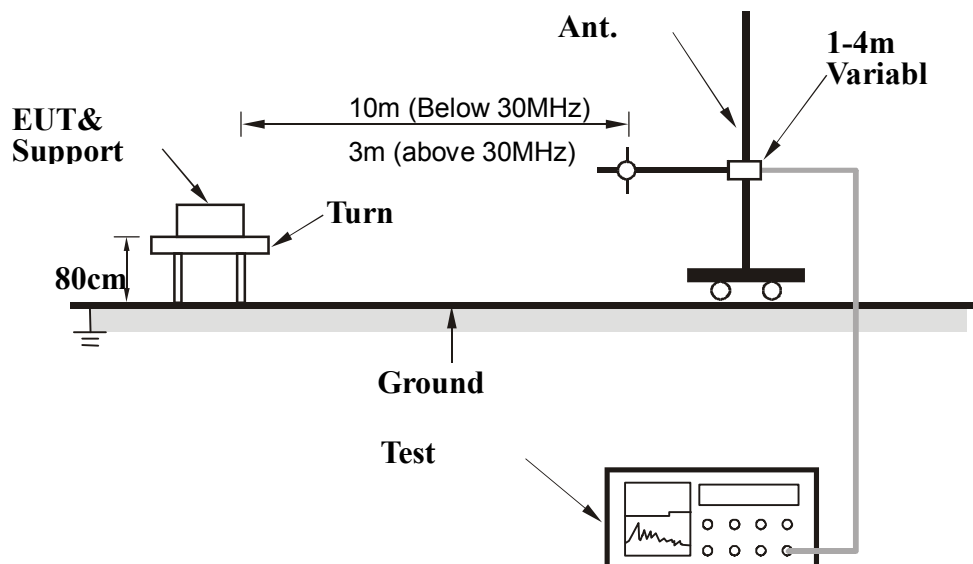 Ant.
1-4m
Variabl
10m (Below 30MHz)
EUT&
Support
3m (above 30MHz)
Turn
80cm
Ground
Test